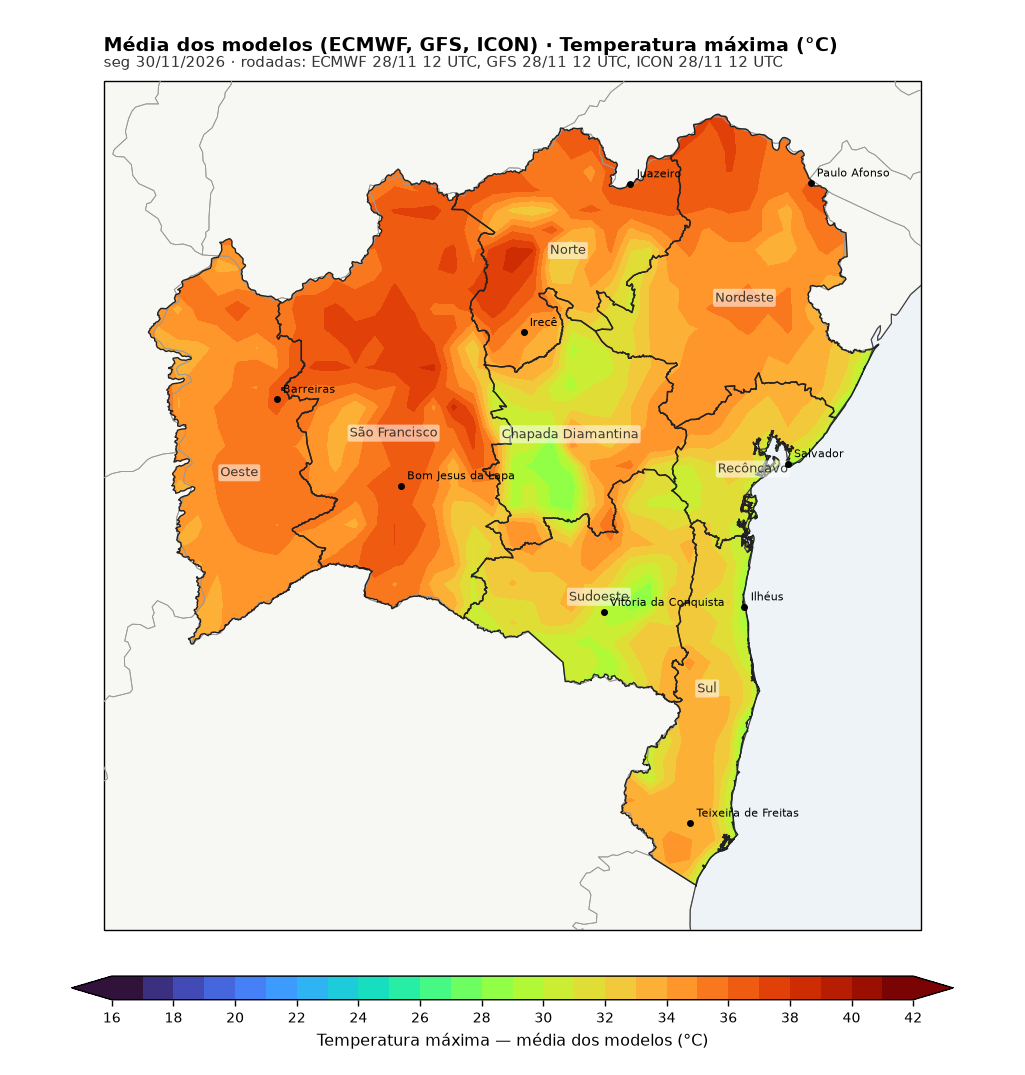 Média dos modelos (ECMWF, GFS, ICON) · Temperatura máxima (°C)
seg 30/11/2026 · rodadas: ECMWF 28/11 12 UTC, GFS 28/11 12 UTC, ICON 28/11 12 UTC
Juazeiro
Paulo Afonso
Norte
Nordeste
Irecê
Barreiras
São Francisco
Chapada Diamantina
Salvador
Recôncavo
Oeste
Bom Jesus da Lapa
Sudoeste
Ilhéus
Vitória da Conquista
Sul
Teixeira de Freitas
16 18 20 22 24 26 28 30 32 34 36 38 40 42
Temperatura máxima — média dos modelos (°C)